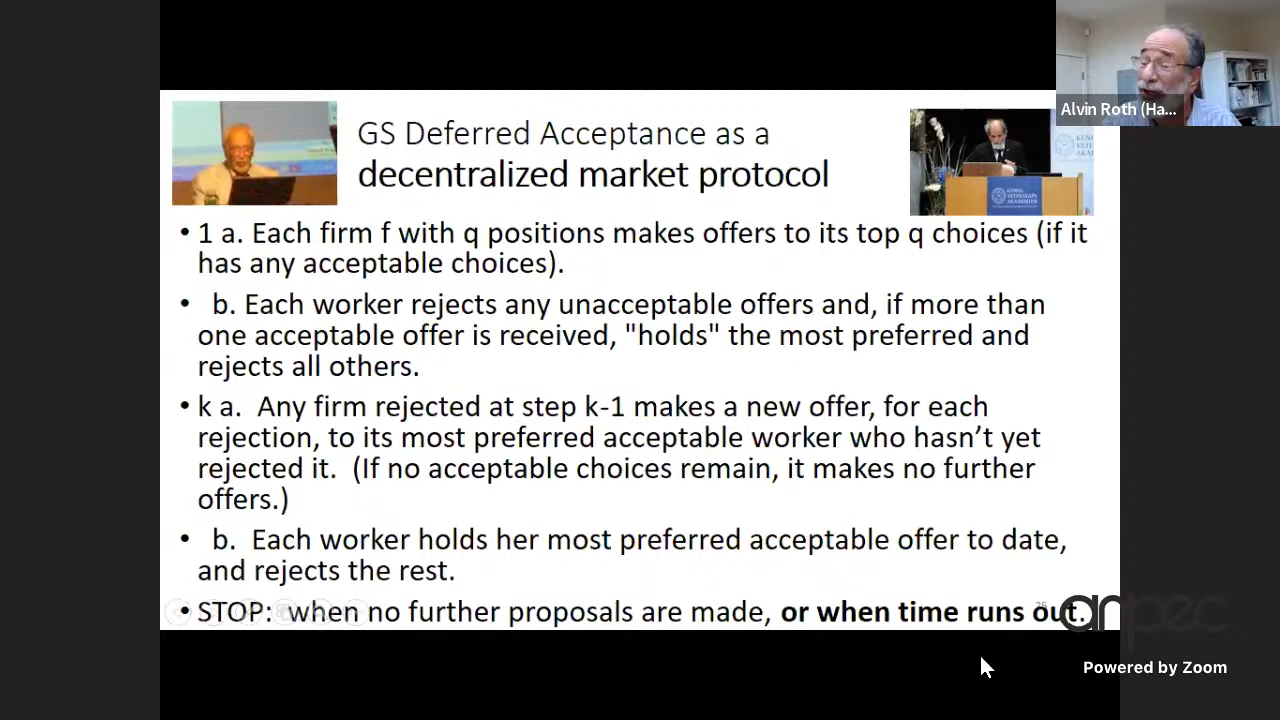 Alvin Roth (Ha...
GS Deferred Acceptance as a
decentralized market protocol
• 1 a. Each firm f with q positions makes offers to its top q choices (if it
has any acceptable choices).
• b. Each worker rejects any unacceptable offers and, if more than
one acceptable offer is received, "holds" the most preferred and
rejects all others.
• k a. Any firm rejected at step k-1 makes a new offer, for each
rejection, to its most preferred acceptable worker who hasn't yet
rejected it. (If no acceptable choices remain, it makes no further
offers.)
• b. Each worker holds her most preferred acceptable offer to date,
and rejects the rest.
• STOP: when no further proposals are made, or when time runs out.
anpec
Powered by Zoom